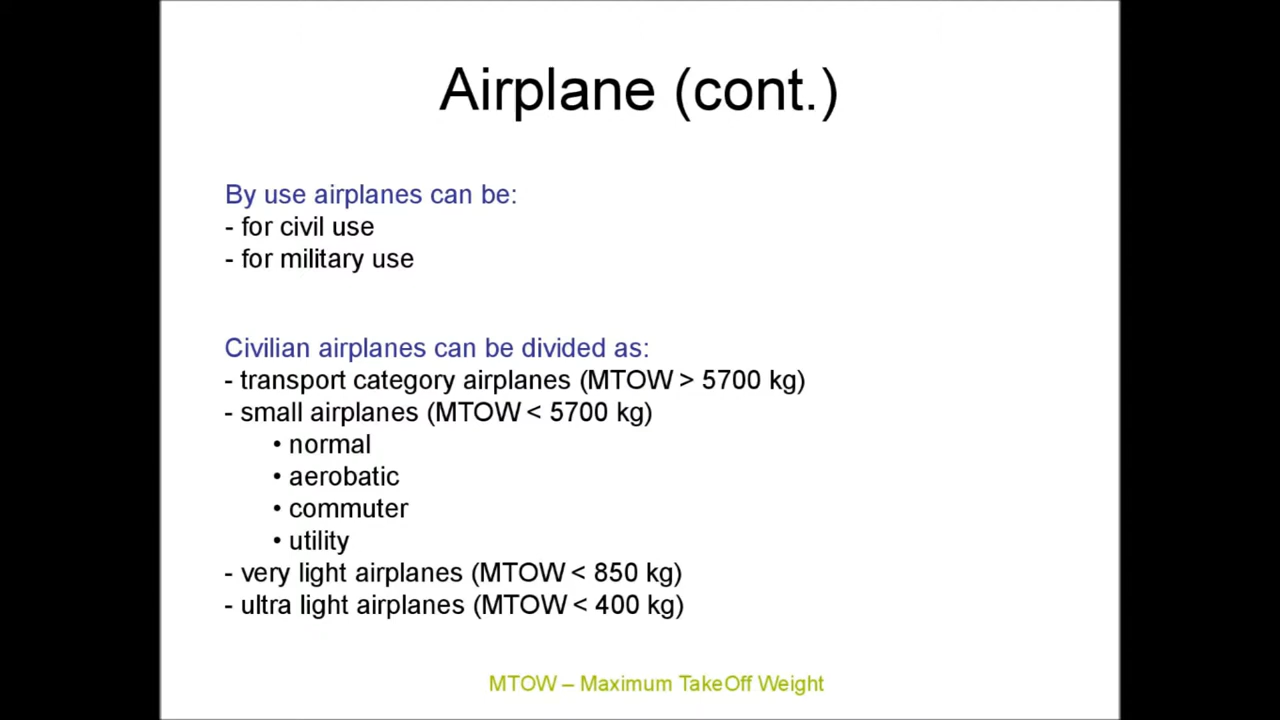 Airplane (cont.)
By use airplanes can be:
- for civil use
- for military use
Civilian airplanes can be divided as:
- transport category airplanes (MTOW > 5700 kg)
- small airplanes (MTOW < 5700 kg)
• normal
• aerobatic
• commuter
• utility
- very light airplanes (MTOW < 850 kg)
- ultra light airplanes (MTOW < 400 kg)
MTOW – Maximum TakeOff Weight